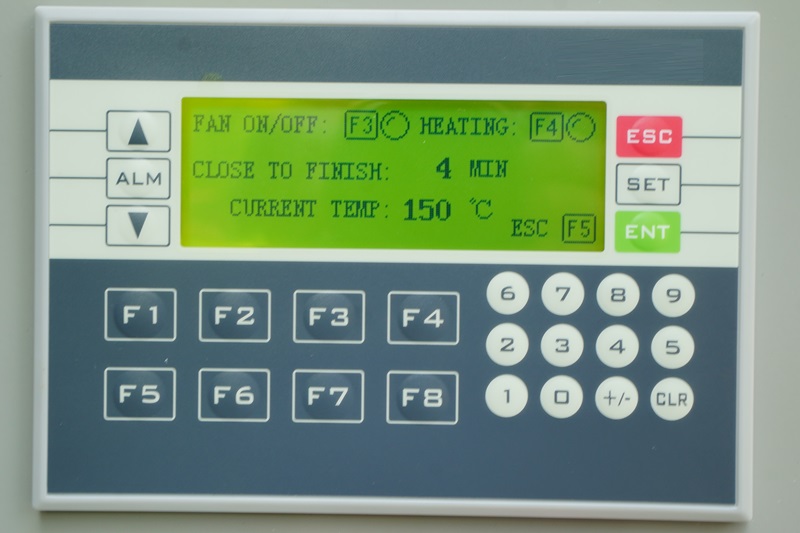 FAN ON/OFF: F3 HEATING: F4
CLOSE TO FINISH: 4 MIN
CURRENT TEMP: 150 ℃
ESC F5
ALM
ESC
SET
ENT
F1 F2 F3 F4
F5 F6 F7 F8
6 7 8 9
2 3 4 5
1 0 +/- CLR